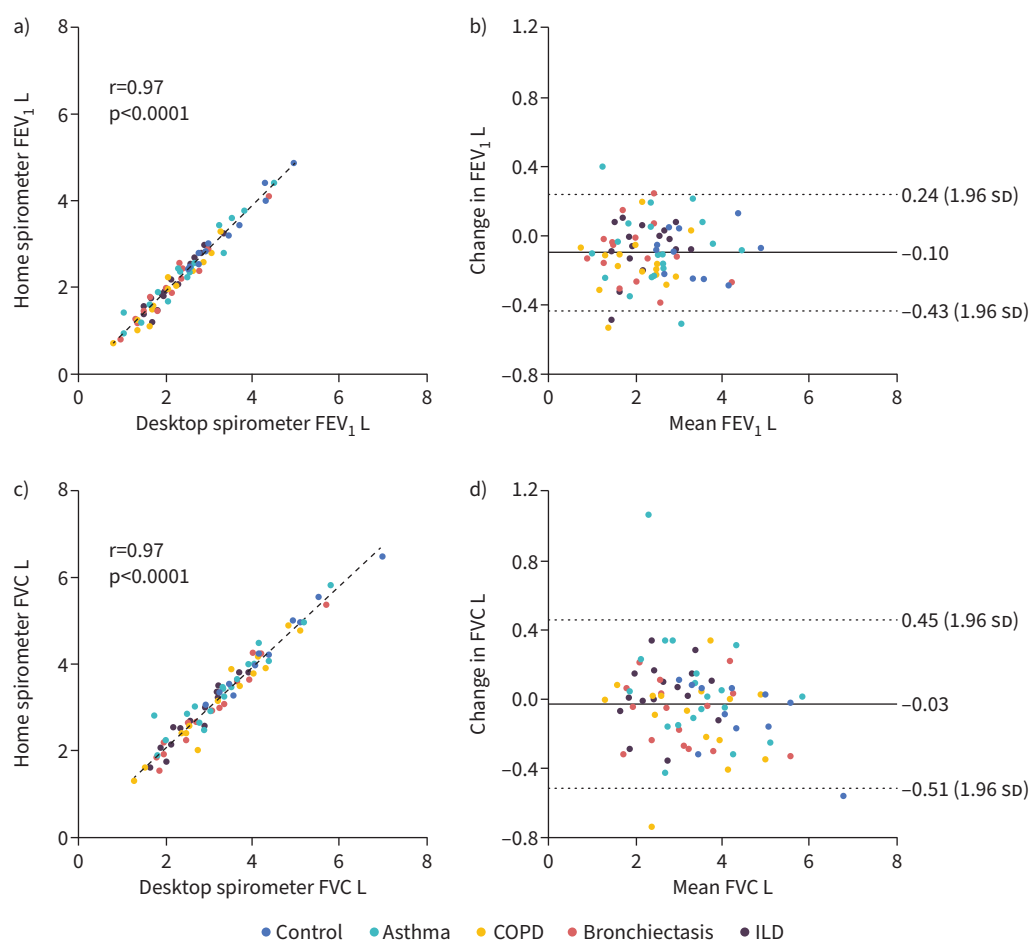 a)
8
6
4
2
0
Home spirometer FEV1 L
r=0.97
p<0.0001
0 2 4 6 8
Desktop spirometer FEV1 L
b)
1.2
0.8
0.4
0.0
–0.4
–0.8
Change in FEV1 L
0.24 (1.96 SD)
–0.10
–0.43 (1.96 SD)
0 2 4 6 8
Mean FEV1 L
c)
8
6
4
2
0
Home spirometer FVC L
r=0.97
p<0.0001
0 2 4 6 8
Desktop spirometer FVC L
d)
1.2
0.8
0.4
0.0
–0.4
–0.8
Change in FVC L
0.45 (1.96 SD)
–0.03
–0.51 (1.96 SD)
0 2 4 6 8
Mean FVC L
Control Asthma COPD Bronchiectasis ILD